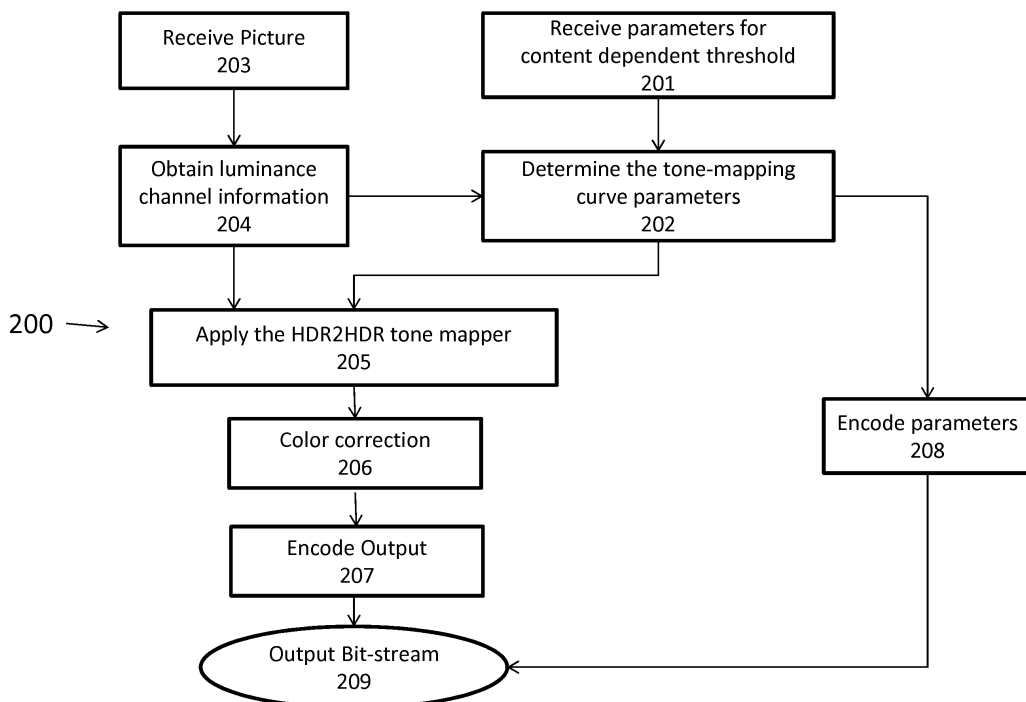 Receive Picture
203
Receive parameters for
content dependent threshold
201
Obtain luminance
channel information
204
Determine the tone-mapping
curve parameters
202
200
Apply the HDR2HDR tone mapper
205
Color correction
206
Encode parameters
208
Encode Output
207
Output Bit-stream
209